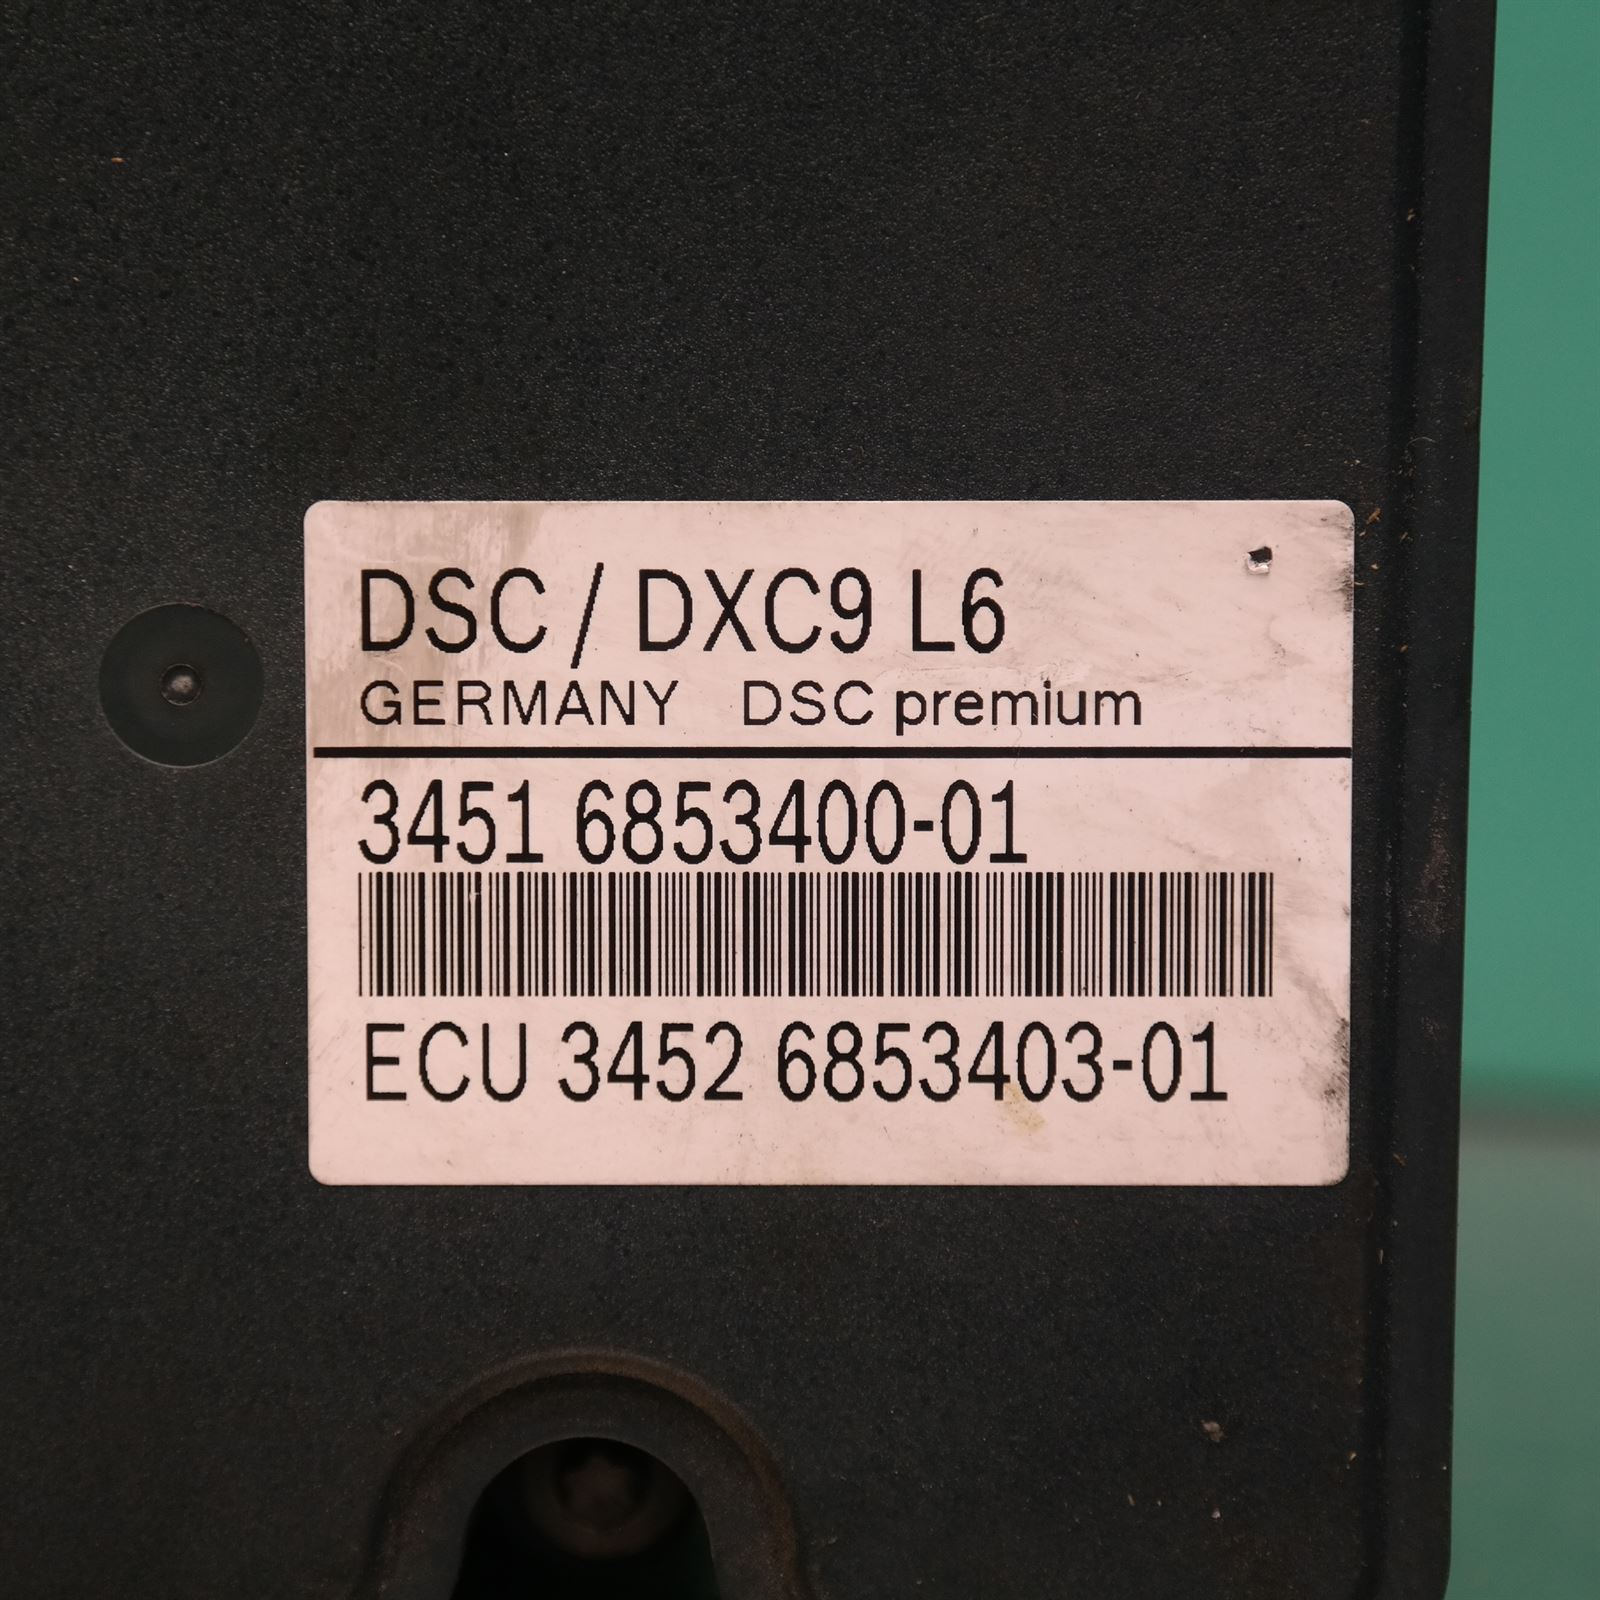 DSC / DXC9 L6
GERMANY DSC premium
3451 6853400-01
ECU 3452 6853403-01